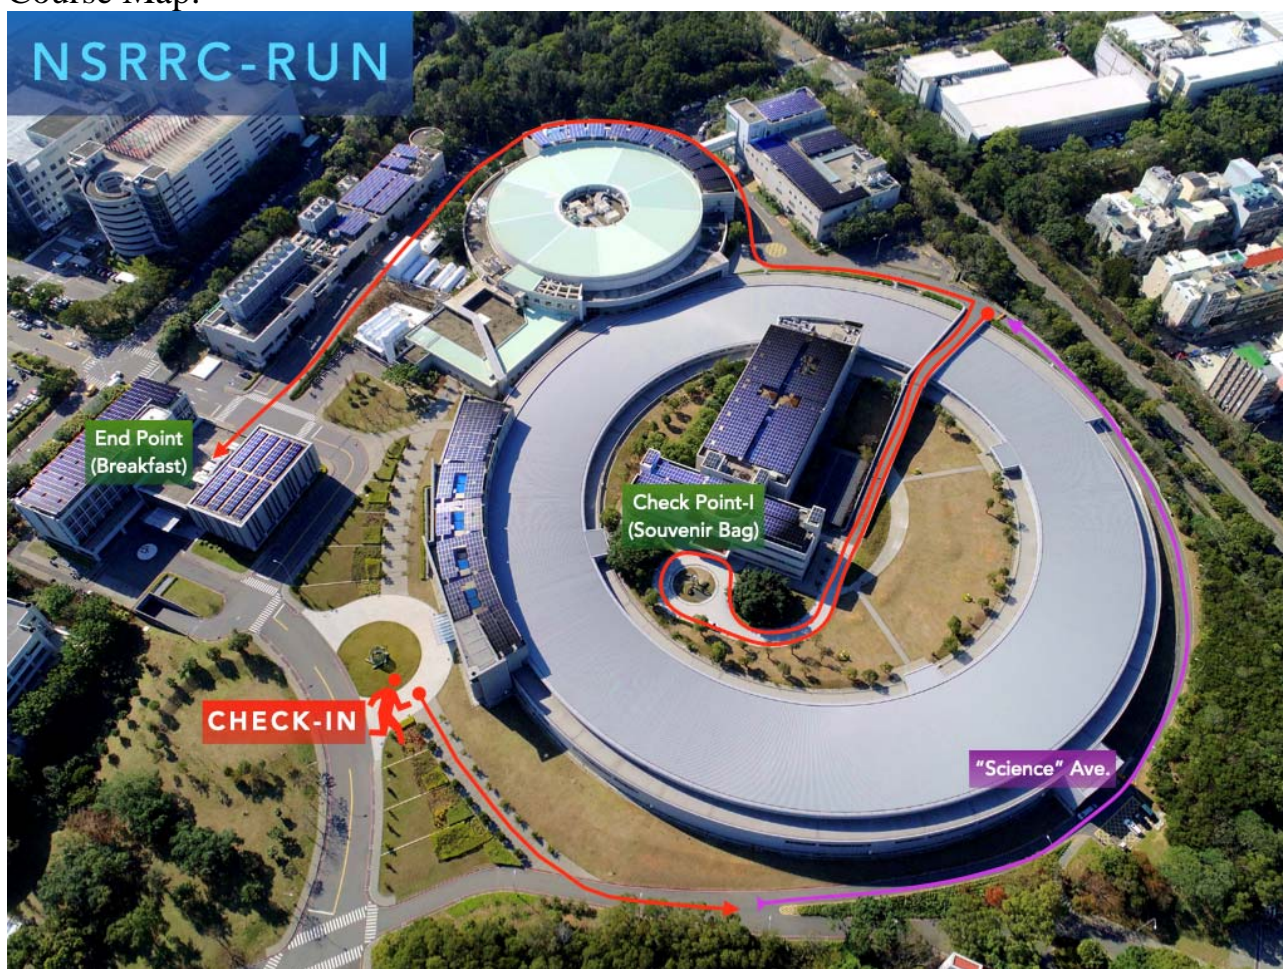 Course Map:
NSRRC-RUN
End Point
(Breakfast)
Check Point-I
(Souvenir Bag)
CHECK-IN
"Science" Ave.